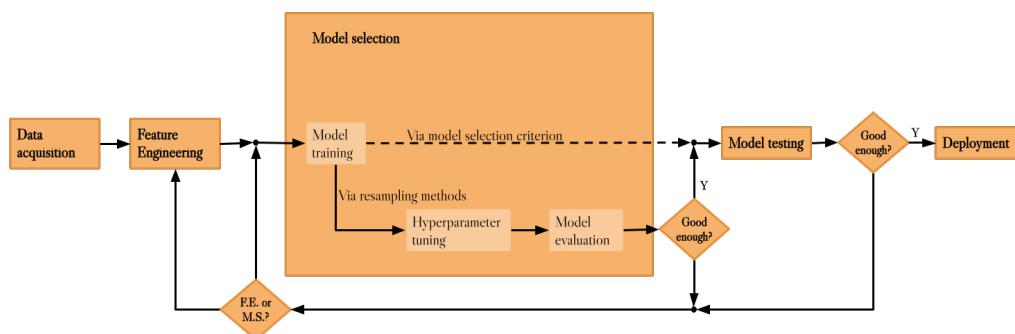 Model selection
Data
acquisition
Feature
Engineering
Model
training
Via model selection criterion
Model testing
Good
enough?
Y
Deployment
Via resampling methods
Y
Hyperparameter
tuning
Model
evaluation
Good
enough?
F.E. or
M.S.?